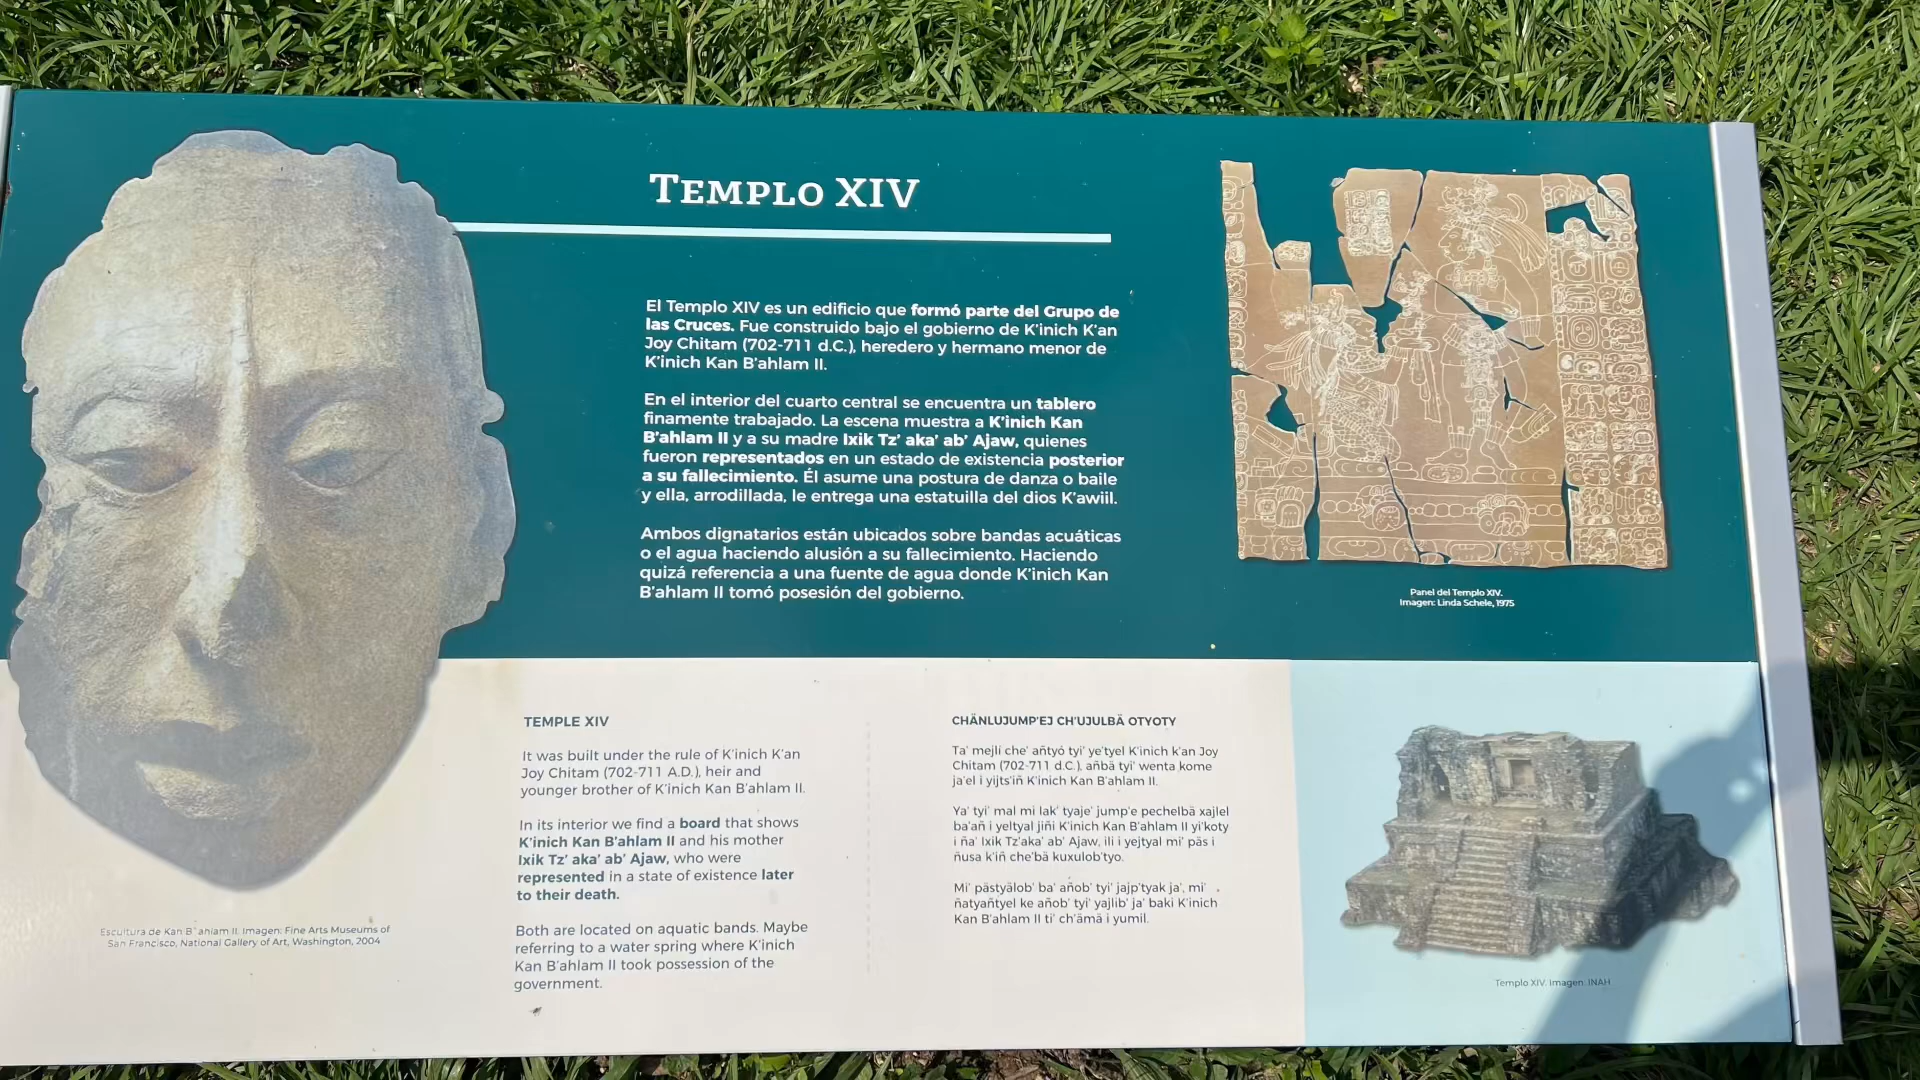 TEMPLO XIV
El Templo XIV es un edificio que formó parte del Grupo de
las Cruces. Fue construido bajo el gobierno de K'inich K'an
Joy Chitam (702-711 d.C.), heredero y hermano menor de
K'inich Kan B'ahlam II.
En el interior del cuarto central se encuentra un tablero
finamente trabajado. La escena muestra a K'inich Kan
B'ahlam II y a su madre Ixik Tz' aka' ab' Ajaw, quienes
fueron representados en un estado de existencia posterior
a su fallecimiento. Él asume una postura de danza o baile
y ella, arrodillada, le entrega una estatuilla del dios K'awiil.
Ambos dignatarios están ubicados sobre bandas acuáticas
o el agua haciendo alusión a su fallecimiento. Haciendo
quizá referencia a una fuente de agua donde K'inich Kan
B'ahlam II tomó posesión del gobierno.
Panel del Templo XIV.
Imagen: Linda Schele, 1975
TEMPLE XIV
It was built under the rule of K'inich K'an
Joy Chitam (702-711 A.D.), heir and
younger brother of K'inich Kan B'ahlam II.
In its interior we find a board that shows
K'inich Kan B'ahlam II and his mother
Ixik Tz' aka' ab' Ajaw, who were
represented in a state of existence later
to their death.
Both are located on aquatic bands. Maybe
referring to a water spring where K'inich
Kan B'ahlam II took possession of the
government.
CHÄNLUJUMP'EJ CH'UJULBÄ OTYOTY
Ta' mejlí che' añtyó tyi' ye'tyel K'inich k'an Joy
Chitam (702-711 d.C.), añbä tyi' wenta kome
ja'el i yijts'iñ K'inich Kan B'ahlam II.
Ya' tyi' mal mi lak' tyaje' jump'e pechelbä xajlel
ba'añ i yeltyal jiñi K'inich Kan B'ahlam II yi'koty
i ña' Ixik Tz'aka' ab' Ajaw, ili i yejtyal mi' päs i
ñusa k'iñ che'bä kuxulob'tyo.
Mi' pästyälob' ba' añob' tyi' jajp'tyak ja', mi'
ñatyañtyel ke añob' tyi' yajlib' ja' baki K'inich
Kan B'ahlam II ti' ch'ämä i yumil.
Escultura de Kan B´ahlam II. Imagen: Fine Arts Museums of
San Francisco, National Gallery of Art, Washington, 2004
Templo XIV. Imagen: INAH